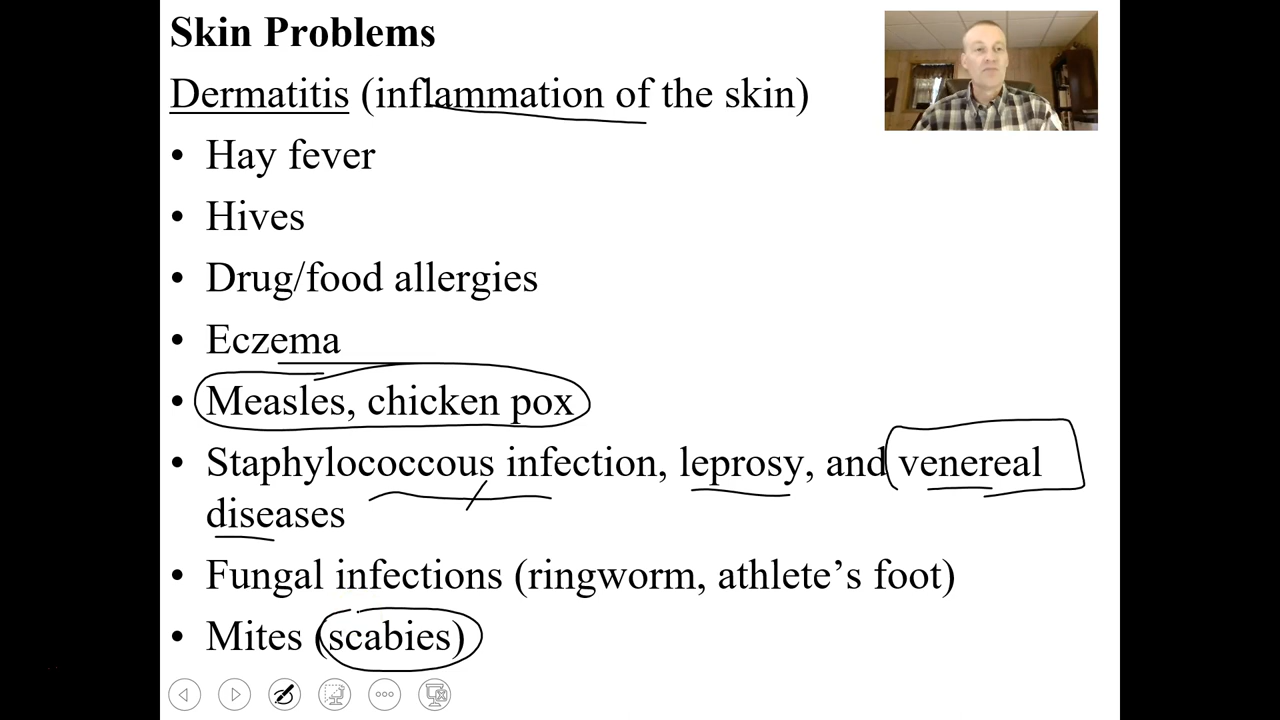 Skin Problems
Dermatitis (inflammation of the skin)
• Hay fever
• Hives
• Drug/food allergies
• Eczema
• Measles, chicken pox
• Staphylococcous infection, leprosy, and venereal
diseases
• Fungal infections (ringworm, athlete’s foot)
• Mites (scabies)